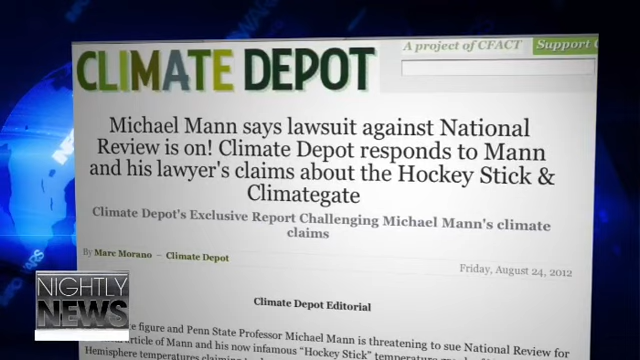 CLIMATE DEPOT
A project of CFACT
Support
Michael Mann says lawsuit against National
Review is on! Climate Depot responds to Mann
and his lawyer's claims about the Hockey Stick &
Climategate
Climate Depot's Exclusive Report Challenging Michael Mann's climate
claims
By Marc Morano – Climate Depot
Friday, August 24, 2012
Climate Depot Editorial
figure and Penn State Professor Michael Mann is threatening to sue National Review for
article of Mann and his now infamous "Hockey Stick" temperature
Hemisphere temperatures claiming
NIGHTLY
NEWS
INFOWARS